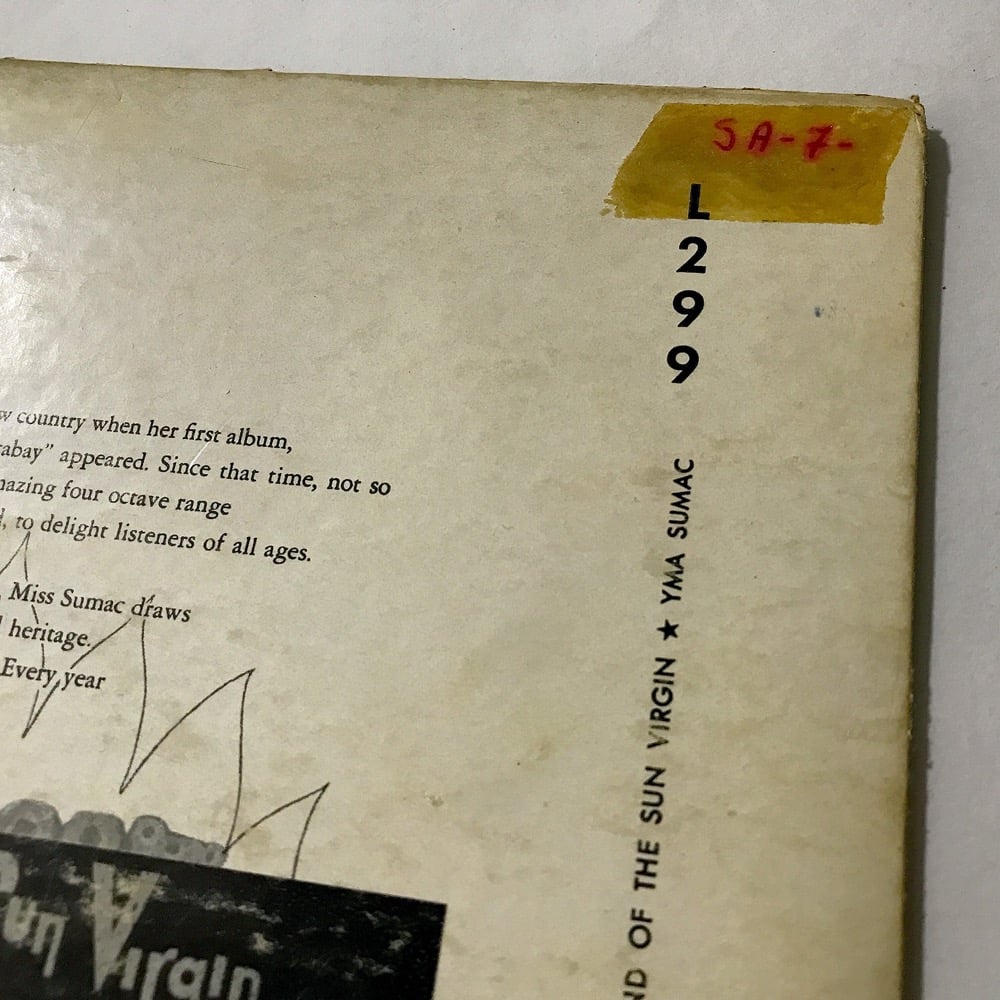 SA-7-
L
2
9
9
YMA SUMAC
★
OF THE SUN VIRGIN
country when her first album,
appeared. Since that time, not so
four octave range
to delight listeners of all ages.
Miss Sumac draws
heritage.
Every year
Virgin